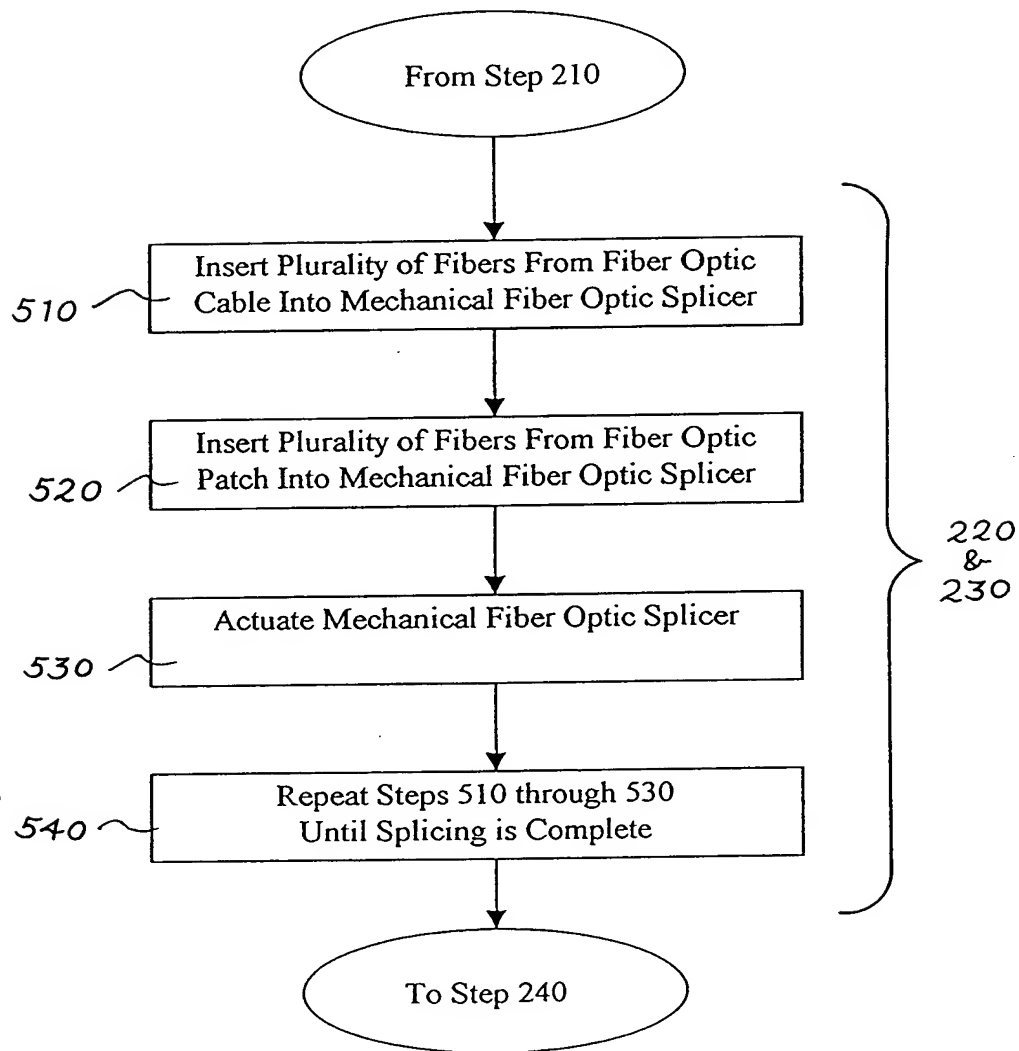 From Step 210
Insert Plurality of Fibers From Fiber Optic
Cable Into Mechanical Fiber Optic Splicer
510
Insert Plurality of Fibers From Fiber Optic
Patch Into Mechanical Fiber Optic Splicer
520
220
&
230
Actuate Mechanical Fiber Optic Splicer
530
Repeat Steps 510 through 530
Until Splicing is Complete
540
To Step 240